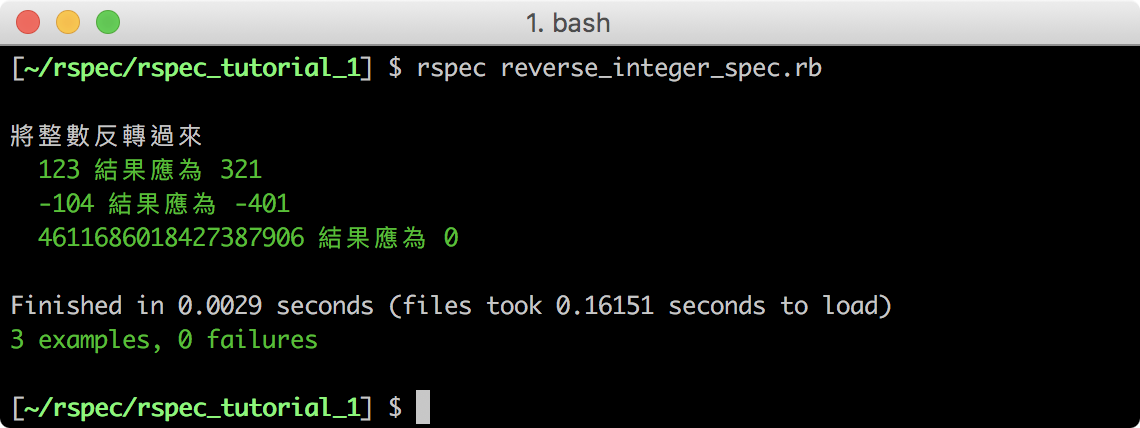 1. bash
[~/rspec/rspec_tutorial_1] $ rspec reverse_integer_spec.rb
將整數反轉過來
123 結果應為 321
-104 結果應為 -401
4611686018427387906 結果應為 0
Finished in 0.0029 seconds (files took 0.16151 seconds to load)
3 examples, 0 failures
[~/rspec/rspec_tutorial_1] $